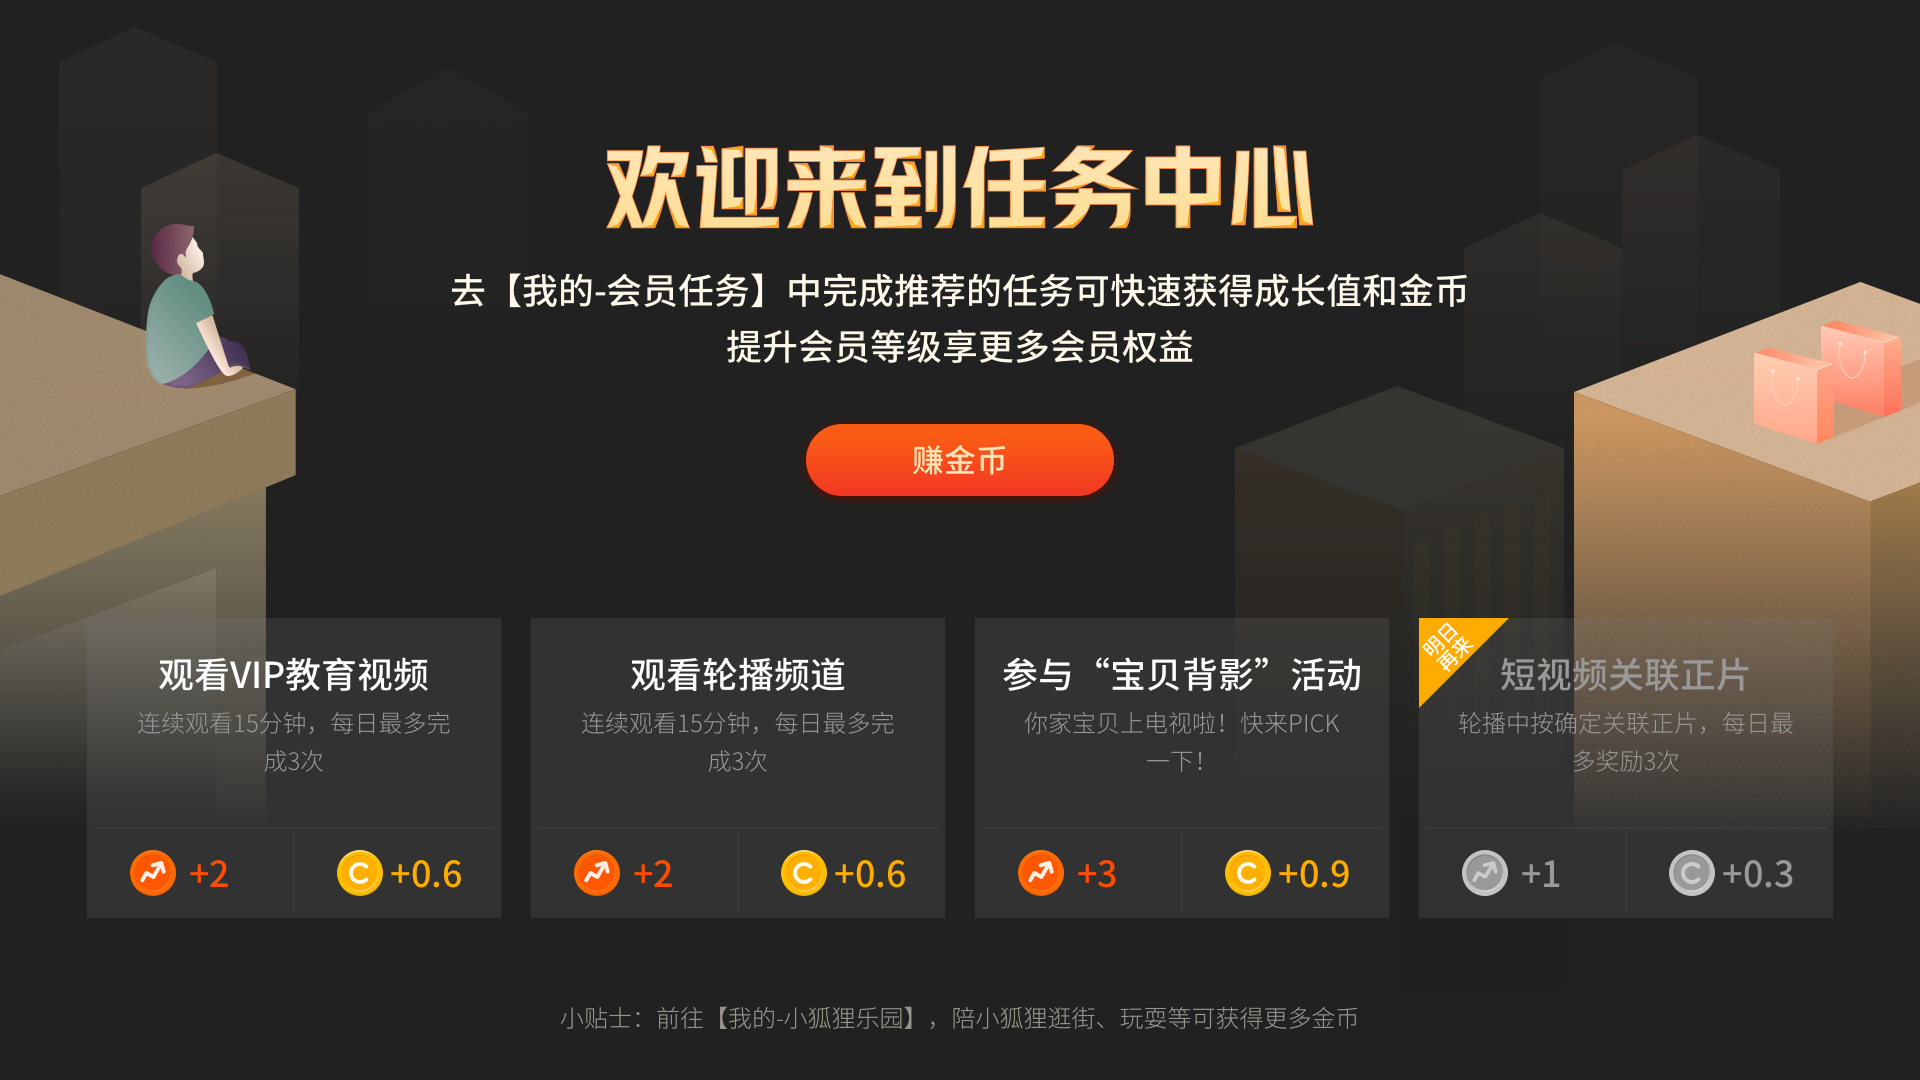 欢迎来到任务中心
去【我的-会员任务】中完成推荐的任务可快速获得成长值和金币
提升会员等级享更多会员权益
赚金币
观看VIP教育视频
连续观看15分钟，每日最多完
成3次
+2
+0.6
观看轮播频道
连续观看15分钟，每日最多完
成3次
+2
+0.6
参与“宝贝背影”活动
你家宝贝上电视啦！快来PICK
一下！
+3
+0.9
明日
再来
短视频关联正片
轮播中按确定关联正片，每日最
多奖励3次
+1
+0.3
小贴士：前往【我的-小狐狸乐园】，陪小狐狸逛街、玩耍等可获得更多金币